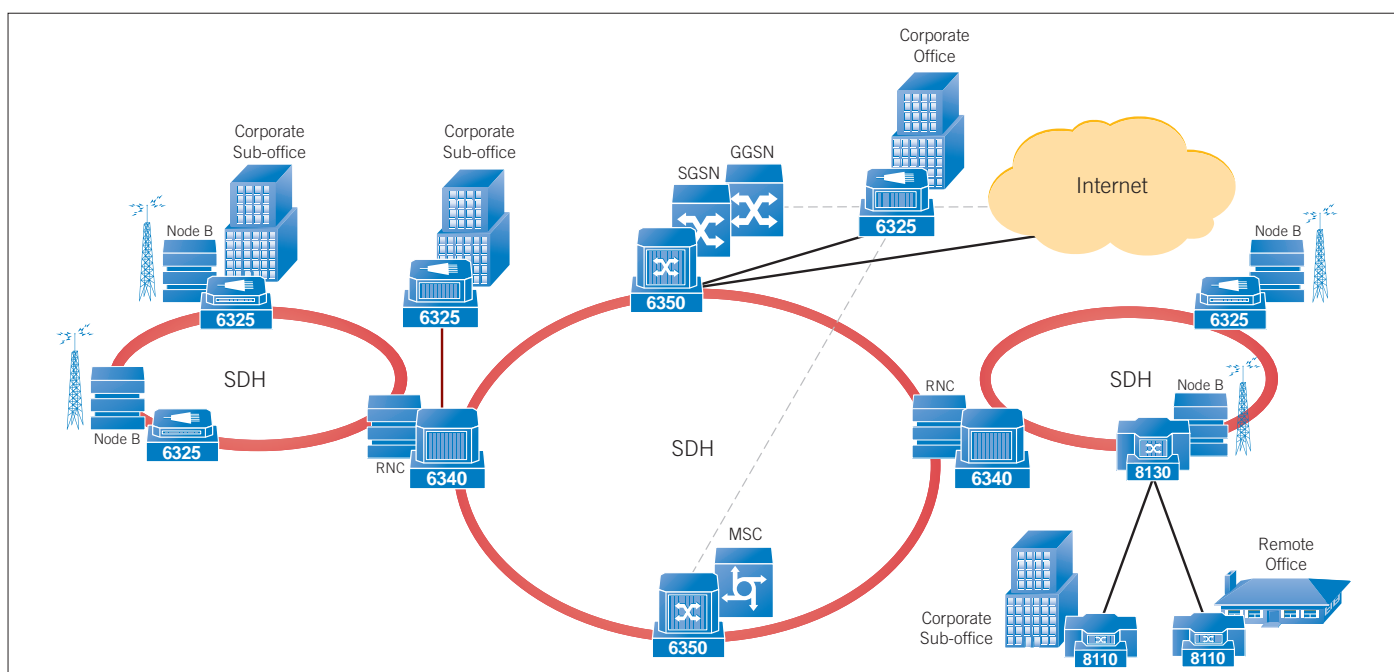 Corporate
Office
Corporate
Sub-office
Corporate
Sub-office
GGSN
SGSN
Internet
6325
Node B
Node B
6350
6325
6325
6325
Node B
SDH
SDH
RNC
RNC
Node B
Node B
6325
SDH
RNC
6340
6340
8130
MSC
Remote
Office
Corporate
Sub-office
6350
8110
8110